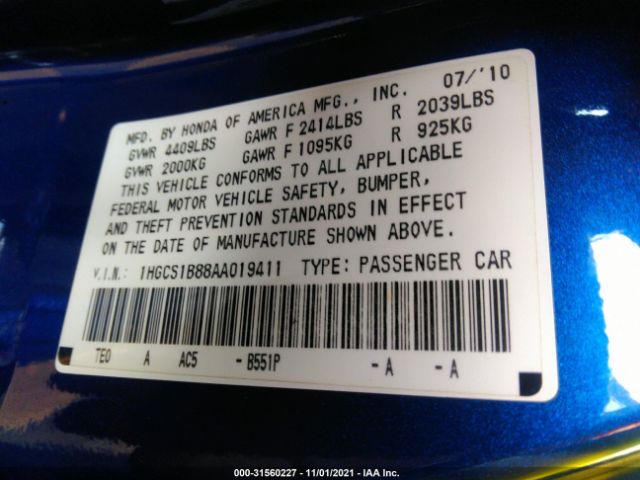 MFD. BY HONDA OF AMERICA MFG., INC. 07/'10
GVWR 4409LBS GAWR F 2414LBS R 2039LBS
GVWR 2000KG GAWR F 1095KG R 925KG
THIS VEHICLE CONFORMS TO ALL APPLICABLE
FEDERAL MOTOR VEHICLE SAFETY, BUMPER,
AND THEFT PREVENTION STANDARDS IN EFFECT
ON THE DATE OF MANUFACTURE SHOWN ABOVE.
V.I.N.: 1HGCS1B88AA019411 TYPE: PASSENGER CAR
TE0 A AC5 - B551P - A - A
000-31560227 - 11/01/2021 - IAA Inc.